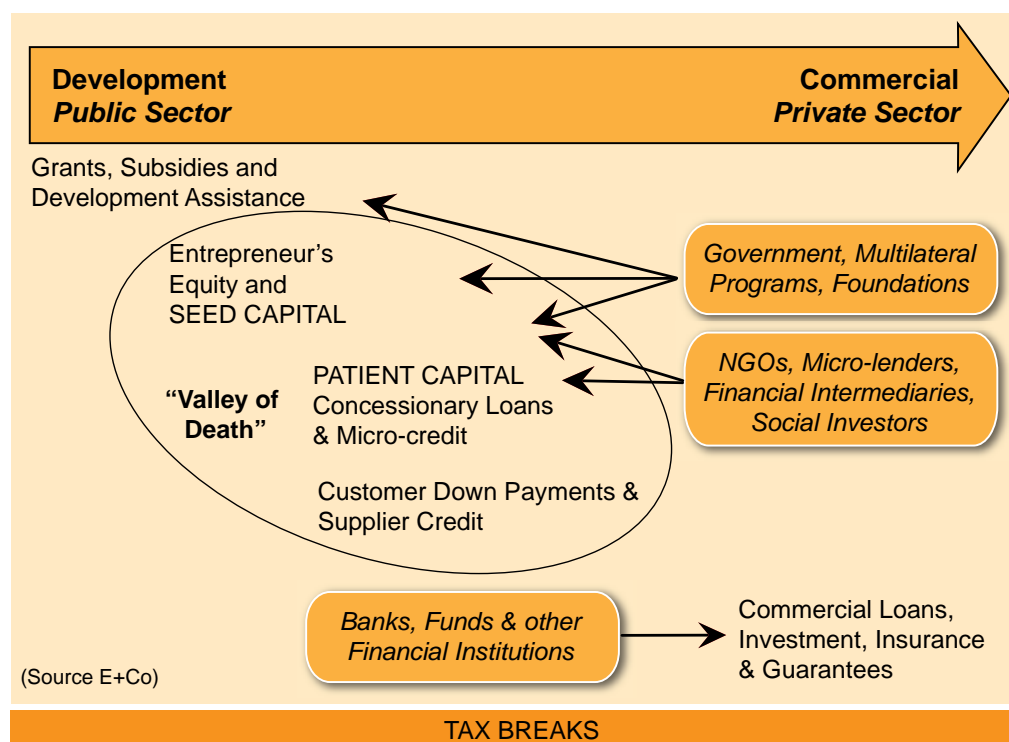 Development
Public Sector
Commercial
Private Sector
Grants, Subsidies and
Development Assistance
Entrepreneur’s
Equity and
SEED CAPITAL
Government, Multilateral
Programs, Foundations
“Valley of
Death”
PATIENT CAPITAL
Concessionary Loans
& Micro-credit
NGOs, Micro-lenders,
Financial Intermediaries,
Social Investors
Customer Down Payments &
Supplier Credit
Banks, Funds & other
Financial Institutions
Commercial Loans,
Investment, Insurance
& Guarantees
(Source E+Co)
TAX BREAKS